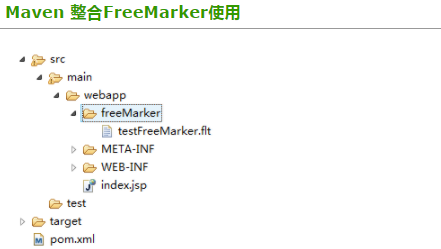 Maven 整合FreeMarker使用
src
main
webapp
freeMarker
testFreeMarker.flt
META-INF
WEB-INF
index.jsp
test
target
pom.xml